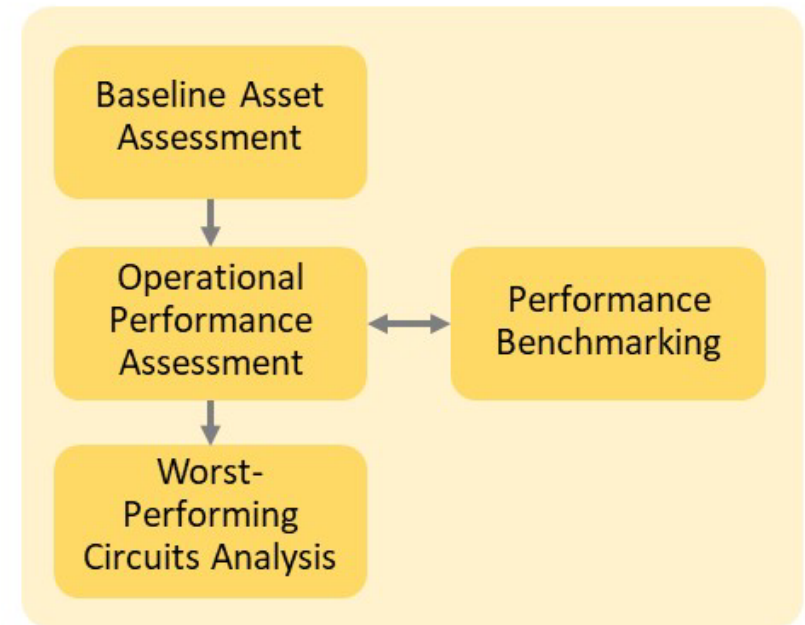 Baseline Asset
Assessment
Operational
Performance
Assessment
Performance
Benchmarking
Worst-
Performing
Circuits Analysis